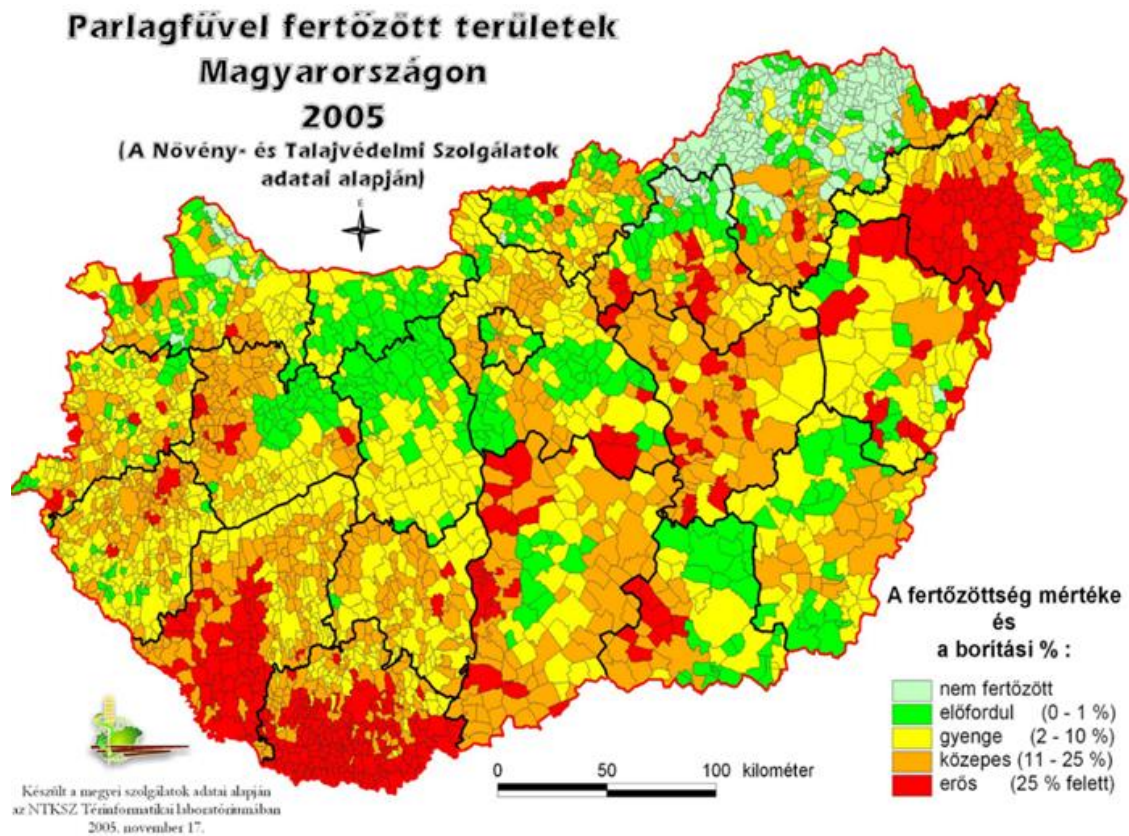 Parlagfűvel fertőzött területek
Magyarországon
2005
(A Növény- és Talajvédelmi Szolgálatok
adatai alapján)
É
A fertőzöttség mértéke
és
a borítási % :
nem fertőzött
előfordul (0 - 1 %)
gyenge (2 - 10 %)
közepes (11 - 25 %)
erős (25 % felett)
0 50 100 kilométer
Készült a megyei szolgálatok adatai alapján
az NTKSZ Térinformatikai laboratóriumában
2005. november 17.